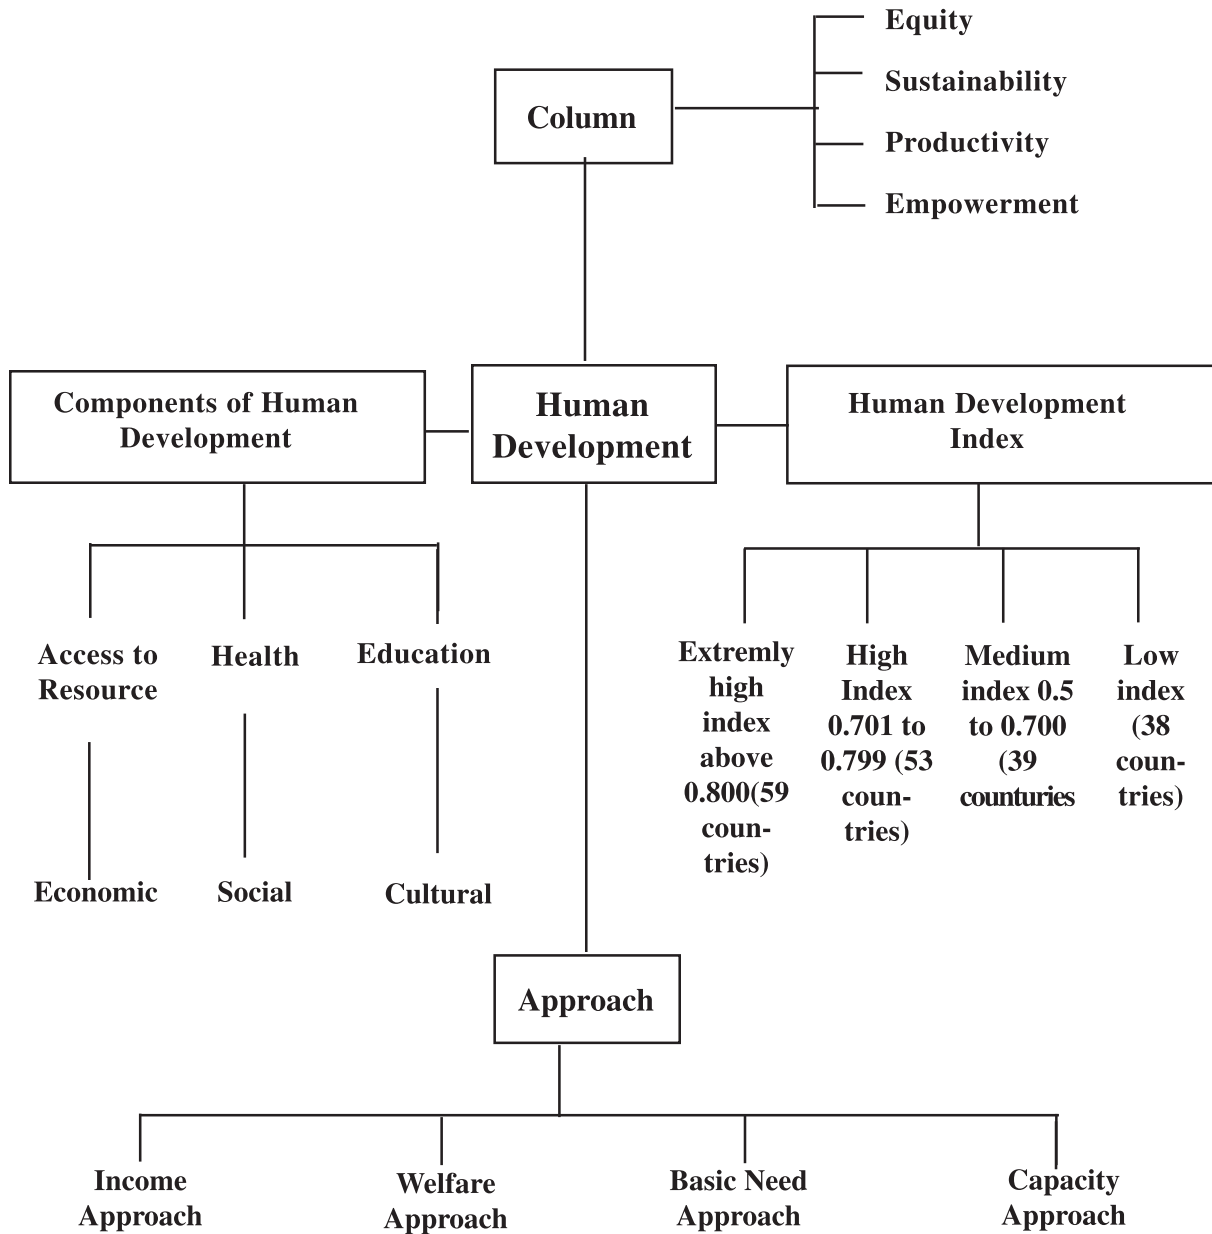 Equity
Sustainability
Column
Productivity
Empowerment
Components of Human
Development
Human
Development
Human Development
Index
Access to
Resource
Health
Education
Economic
Social
Cultural
Extremly
high
index
above
0.800(59
coun-
tries)
High
Index
0.701 to
0.799 (53
coun-
tries)
Medium
index 0.5
to 0.700
(39
counturies
Low
index
(38
coun-
tries)
Approach
Income
Approach
Welfare
Approach
Basic Need
Approach
Capacity
Approach